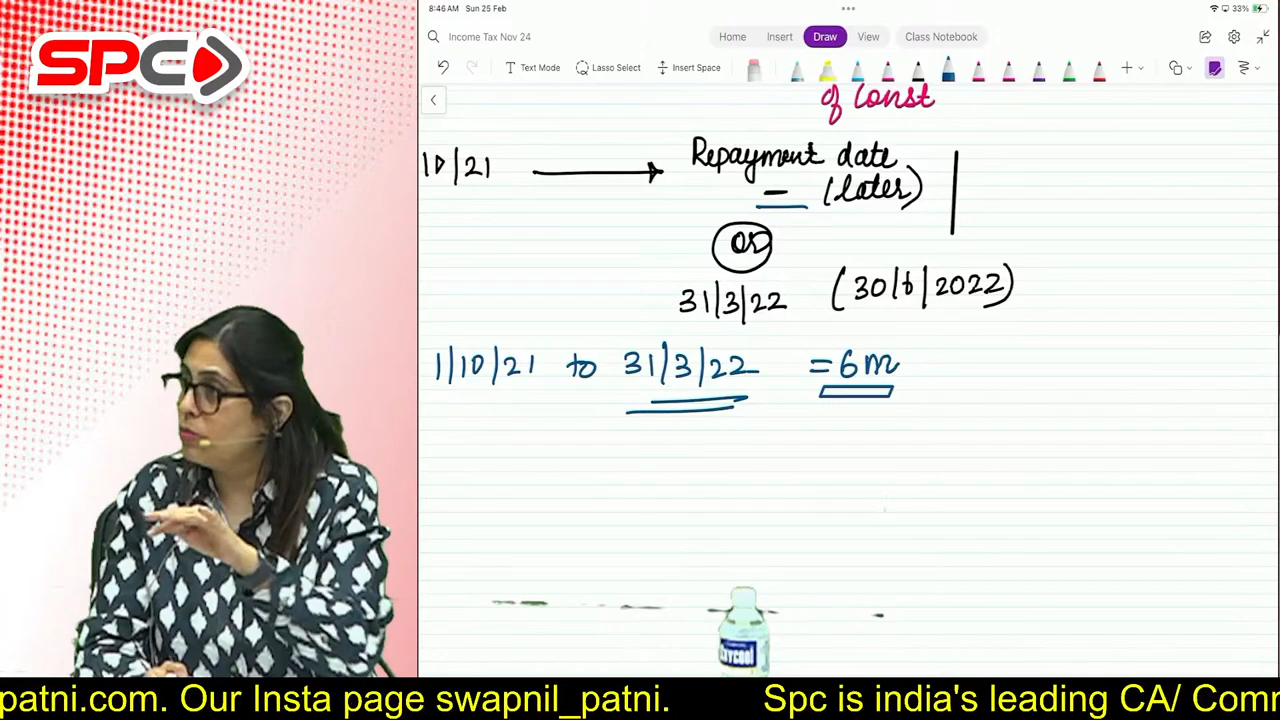 8:46 AM Sun 25 Feb
33%
SPC
Income Tax Nov 24
Home Insert Draw View Class Notebook
Text Mode Lasso Select Insert Space
of Const
10/21 Repayment date
- (later)
or
31/3/22 (30/6/2022)
1/10/21 to 31/3/22 = 6m
patni.com. Our Insta page swapnil_patni. Spc is india's leading CA/ Comm